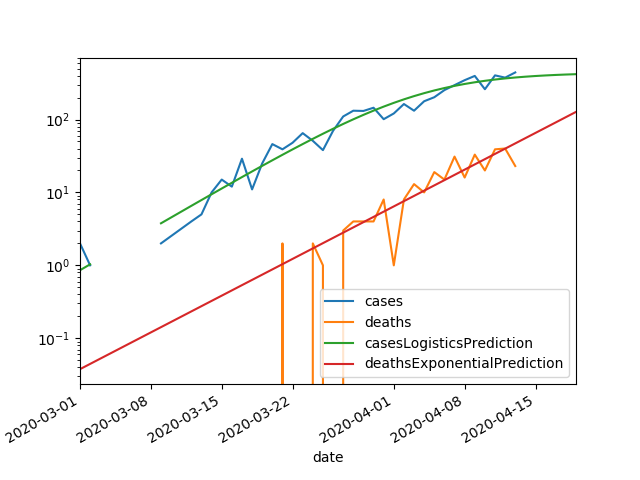 10²
10¹
10⁰
10⁻¹
cases
deaths
casesLogisticsPrediction
deathsExponentialPrediction
2020-03-01
2020-03-08
2020-03-15
2020-03-22
2020-04-01
2020-04-08
2020-04-15
date